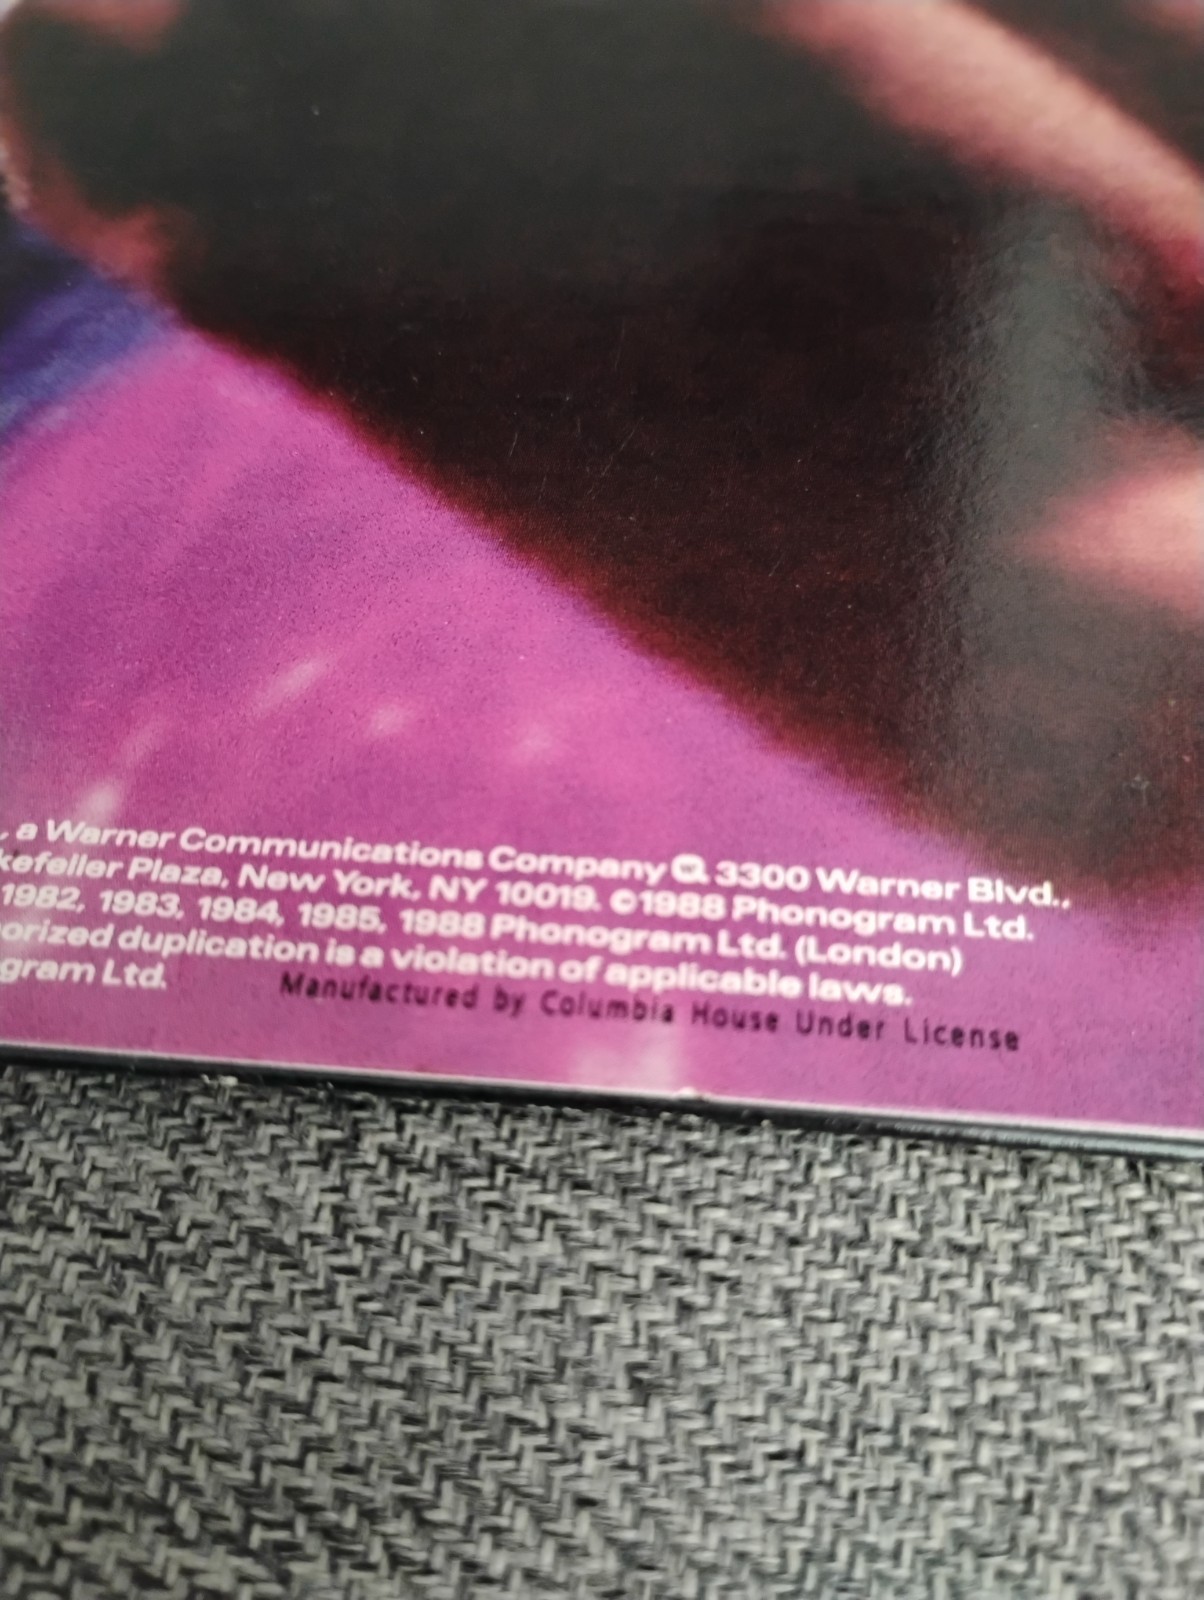 , a Warner Communications Company 3300 Warner Blvd.,
kefeller Plaza, New York, NY 10019. ©1988 Phonogram Ltd.
1982, 1983, 1984, 1985, 1988 Phonogram Ltd. (London)
orized duplication is a violation of applicable laws.
gram Ltd.
Manufactured by Columbia House Under License